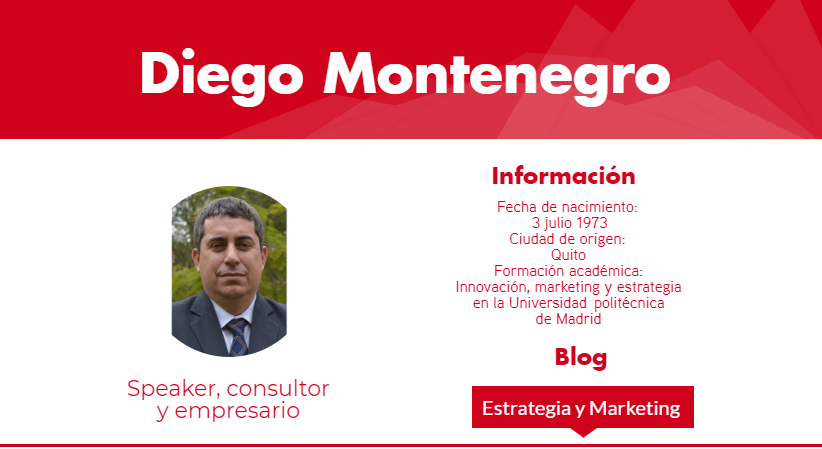 Diego Montenegro
Información
Fecha de nacimiento:
3 julio 1973
Ciudad de origen:
Quito
Formación académica:
Innovación, marketing y estrategia
en la Universidad politécnica
de Madrid
Blog
Estrategia y Marketing
Speaker, consultor
y empresario